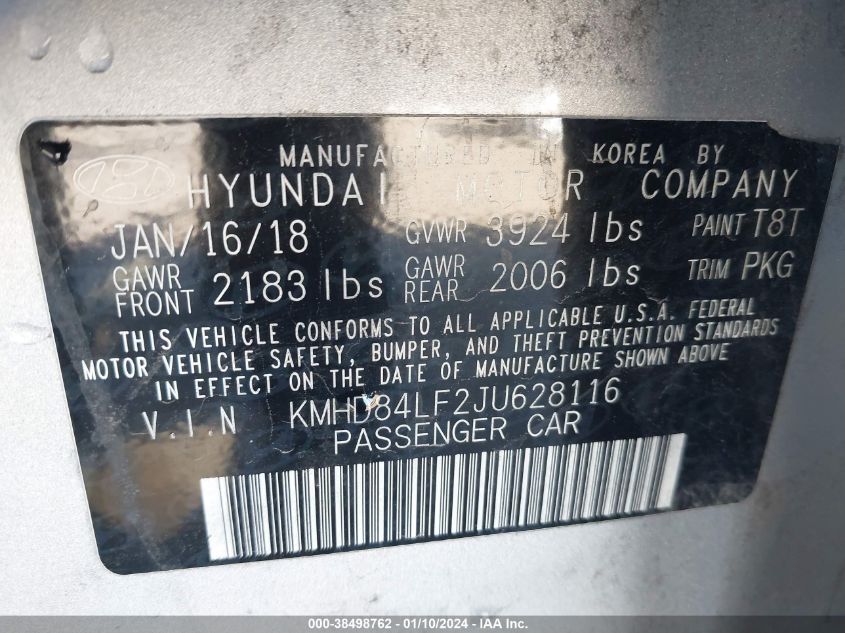 MANUFACTURED IN KOREA BY
HYUNDAI MOTOR COMPANY
JAN/16/18 GVWR 3924 lbs PAINT T8T
GAWR FRONT 2183 lbs GAWR REAR 2006 lbs TRIM PKG
THIS VEHICLE CONFORMS TO ALL APPLICABLE U.S.A. FEDERAL
MOTOR VEHICLE SAFETY, BUMPER, AND THEFT PREVENTION STANDARDS
IN EFFECT ON THE DATE OF MANUFACTURE SHOWN ABOVE
V.I.N KMHD84LF2JU628116
PASSENGER CAR
000-38498762 - 01/10/2024 - IAA Inc.